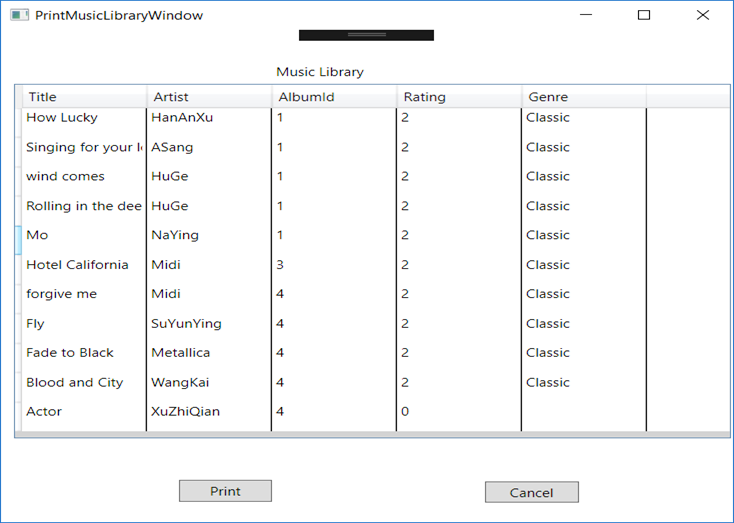 PrintMusicLibraryWindow
Music Library
Title Artist AlbumId Rating Genre
How Lucky HanAnXu 1 2 Classic
Singing for your l ASang 1 2 Classic
wind comes HuGe 1 2 Classic
Rolling in the dee HuGe 1 2 Classic
Mo NaYing 1 2 Classic
Hotel California Midi 3 2 Classic
forgive me Midi 4 2 Classic
Fly SuYunYing 4 2 Classic
Fade to Black Metallica 4 2 Classic
Blood and City WangKai 4 2 Classic
Actor XuZhiQian 4 0
Print Cancel